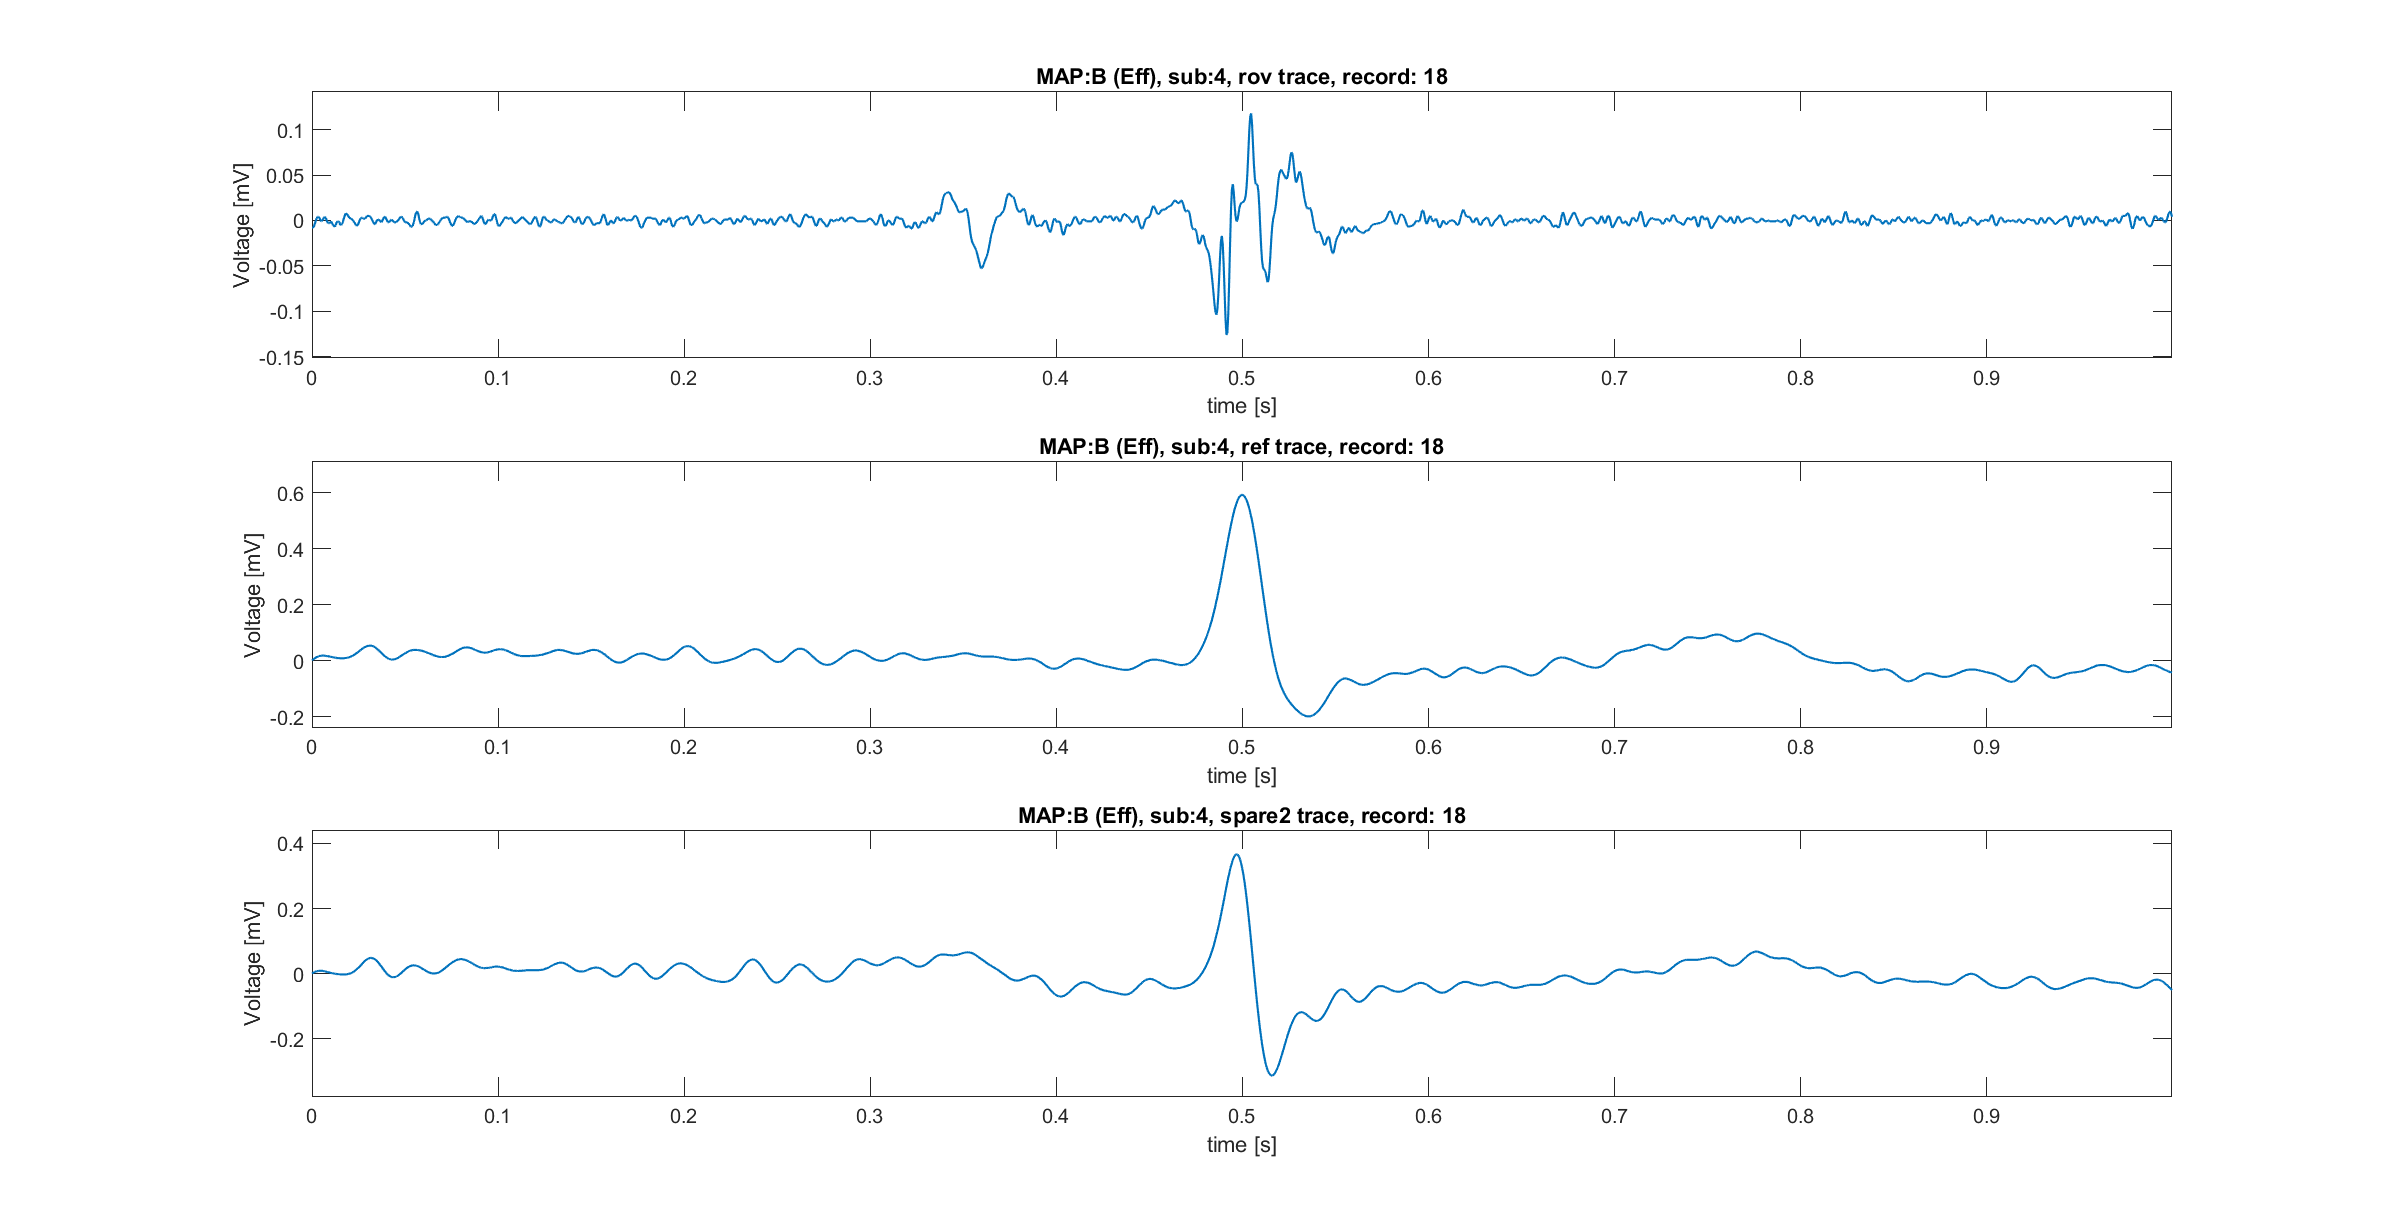 MAP:B (Eff), sub:4, rov trace, record: 18
Voltage [mV]
0.1
0.05
0
-0.05
-0.1
-0.15
0 0.1 0.2 0.3 0.4 0.5 0.6 0.7 0.8 0.9
time [s]
MAP:B (Eff), sub:4, ref trace, record: 18
Voltage [mV]
0.6
0.4
0.2
0
-0.2
0 0.1 0.2 0.3 0.4 0.5 0.6 0.7 0.8 0.9
time [s]
MAP:B (Eff), sub:4, spare2 trace, record: 18
Voltage [mV]
0.4
0.2
0
-0.2
0 0.1 0.2 0.3 0.4 0.5 0.6 0.7 0.8 0.9
time [s]